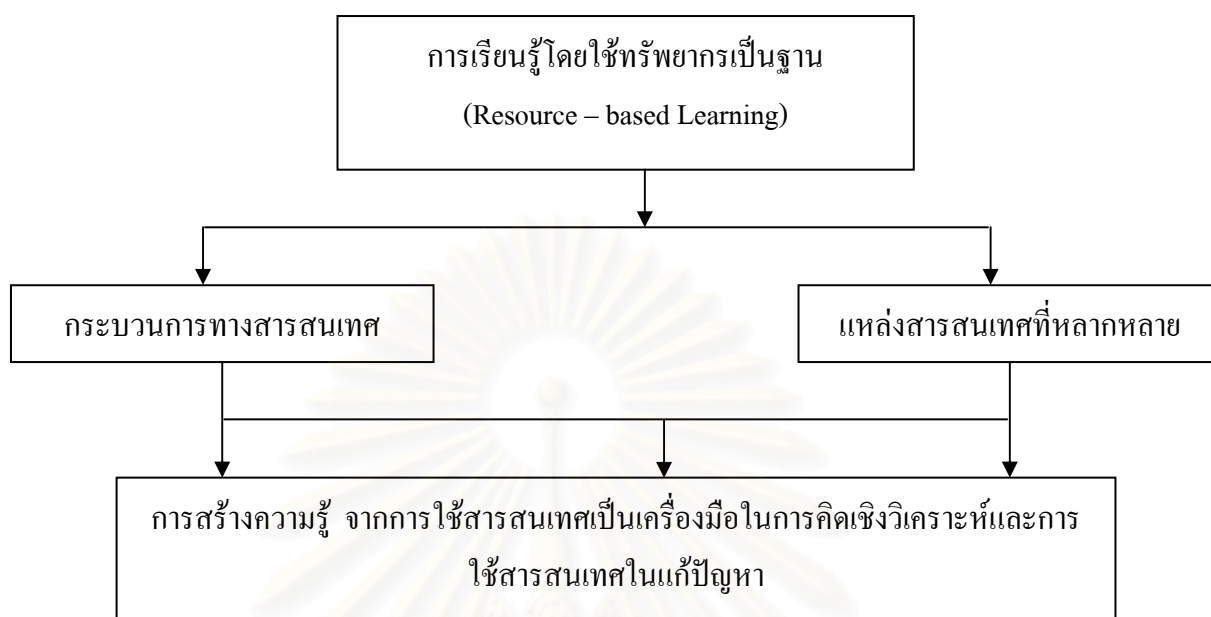 การเรียนรู้โดยใช้ทรัพยากรเป็นฐาน
(Resource – based Learning)
กระบวนการทางสารสนเทศ
แหล่งสารสนเทศที่หลากหลาย
การสร้างความรู้ จากการใช้สารสนเทศเป็นเครื่องมือในการคิดเชิงวิเคราะห์และการ
ใช้สารสนเทศในแก้ปัญหา